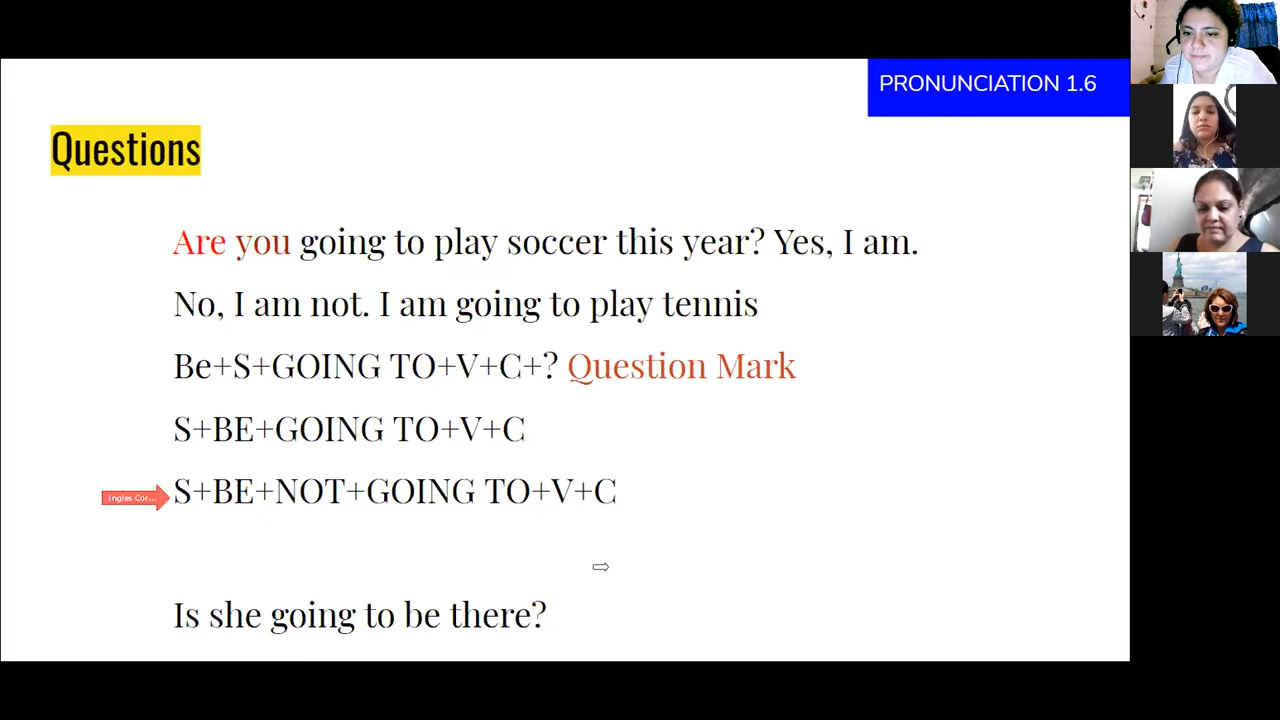 PRONUNCIATION 1.6
Questions
Are you going to play soccer this year? Yes, I am.
No, I am not. I am going to play tennis
Be+S+GOING TO+V+C+? Question Mark
S+BE+GOING TO+V+C
Ingles Cor...
S+BE+NOT+GOING TO+V+C
Is she going to be there?